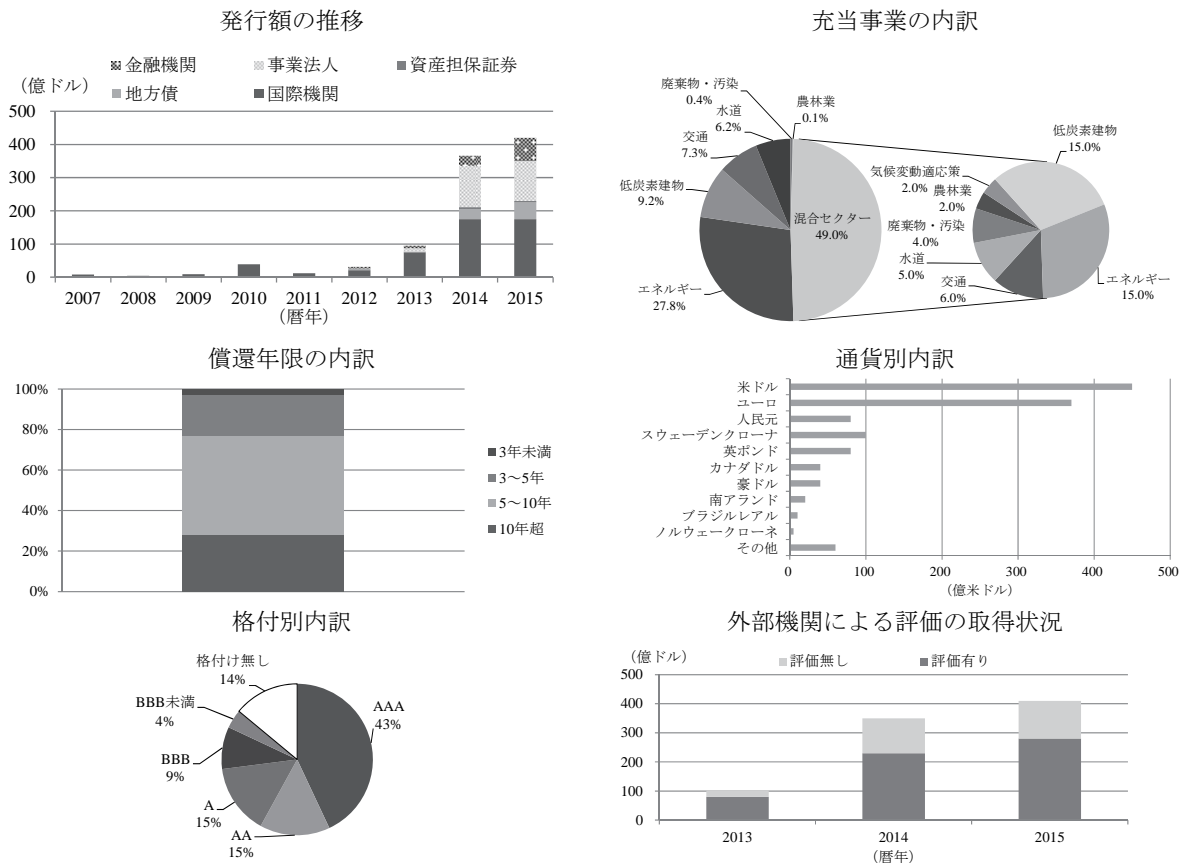 発行額の推移
金融機関 事業法人 資産担保証券
(億ドル)
地方債 国際機関
500
400
300
200
100
0
2007 2008 2009 2010 2011 2012 2013 2014 2015
(暦年)
充当事業の内訳
廃棄物・汚染
0.4%
農林業
0.1%
水道
6.2%
交通
7.3%
低炭素建物
9.2%
エネルギー
27.8%
混合セクター
49.0%
低炭素建物
15.0%
気候変動適応策
2.0%
農林業
2.0%
廃棄物・汚染
4.0%
水道
5.0%
交通
6.0%
エネルギー
15.0%
償還年限の内訳
100%
80%
60%
40%
20%
0%
3年未満
3～5年
5～10年
10年超
通貨別内訳
米ドル
ユーロ
人民元
スウェーデンクローナ
英ポンド
カナダドル
豪ドル
南アランド
ブラジルレアル
ノルウェークローネ
その他
0 100 200 300 400 500
(億米ドル)
格付別内訳
格付け無し
14%
BBB未満
4%
BBB
9%
A
15%
AA
15%
AAA
43%
外部機関による評価の取得状況
(億ドル)
評価無し 評価有り
500
400
300
200
100
0
2013 2014 2015
(暦年)